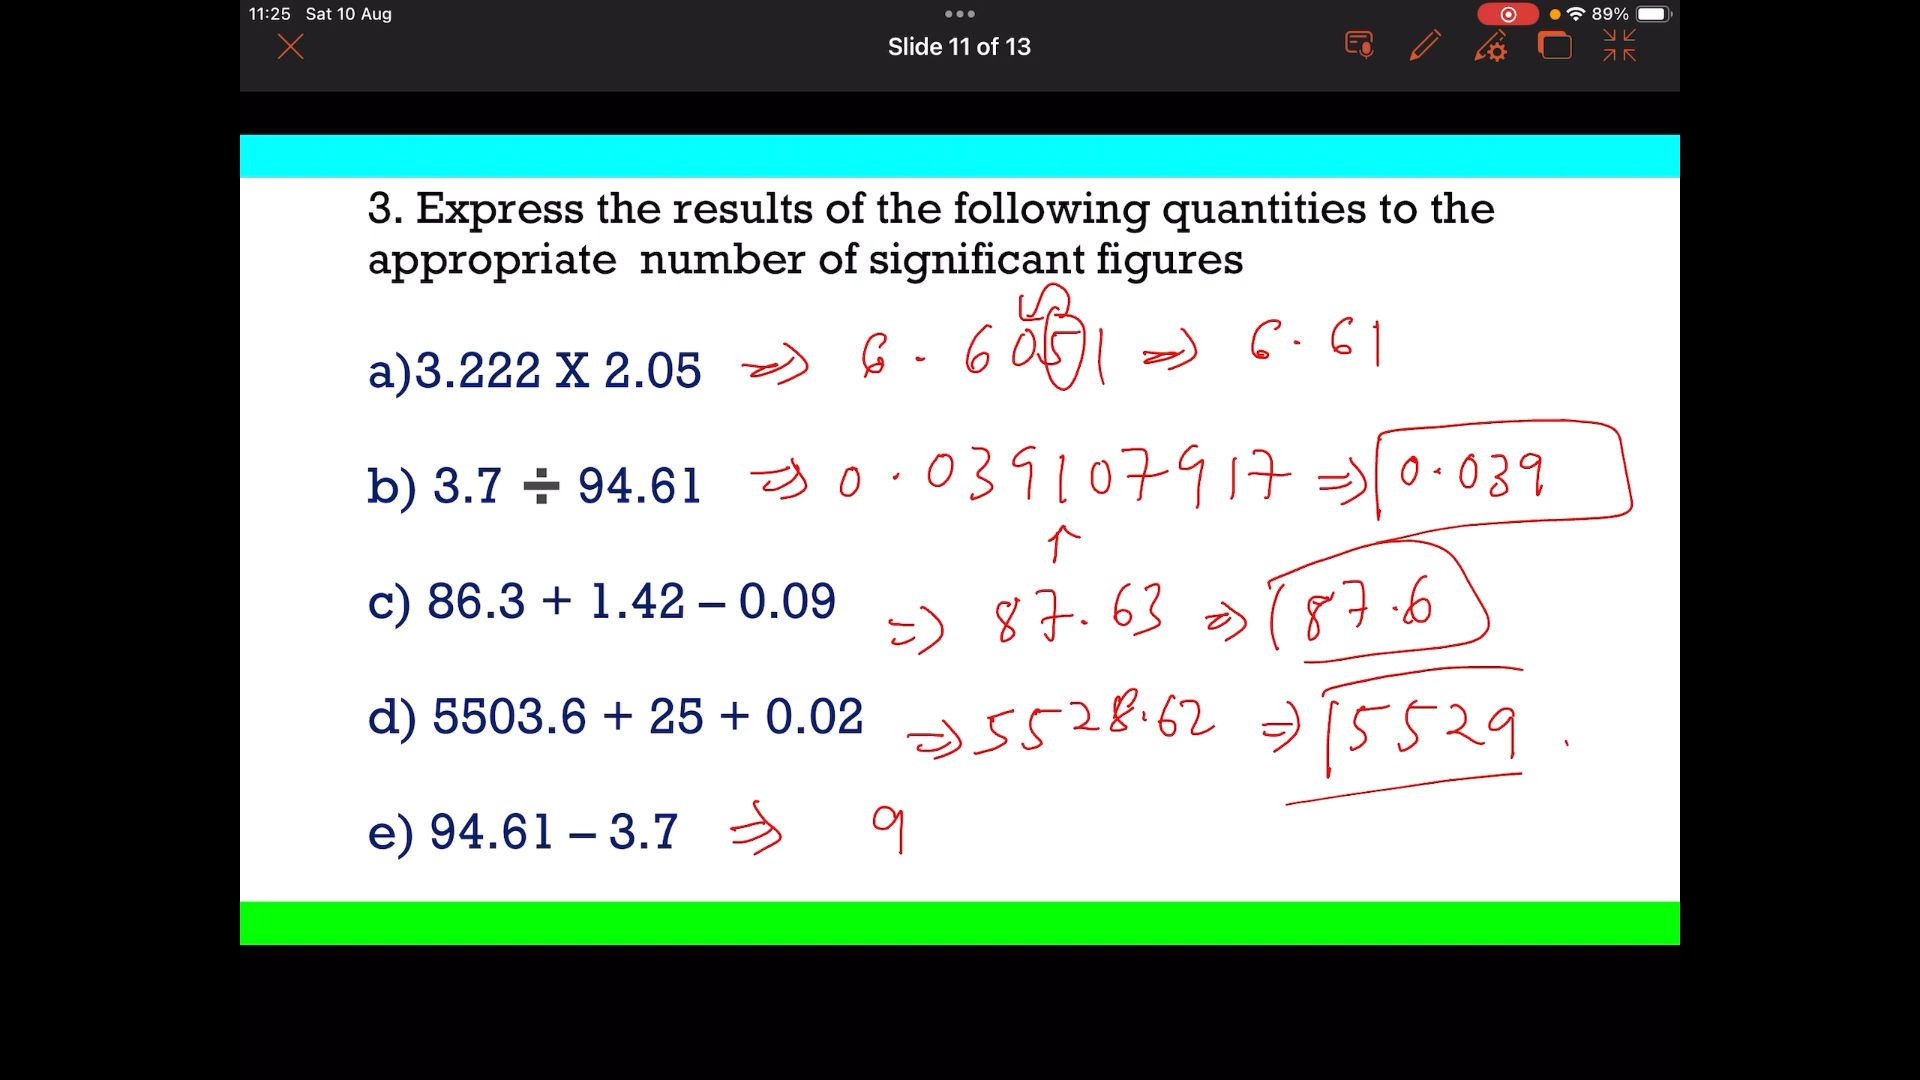 11:25 Sat 10 Aug
89%
Slide 11 of 13
3. Express the results of the following quantities to the
appropriate number of significant figures
a)3.222 X 2.05 ⇒ 6.6051 ⇒ 6.61
b) 3.7 ÷ 94.61 ⇒ 0.039107917 ⇒ 0.039
c) 86.3 + 1.42 – 0.09 ⇒ 87.63 ⇒ 87.6
d) 5503.6 + 25 + 0.02 ⇒ 5528.62 ⇒ 5529.
e) 94.61 – 3.7 ⇒ 9